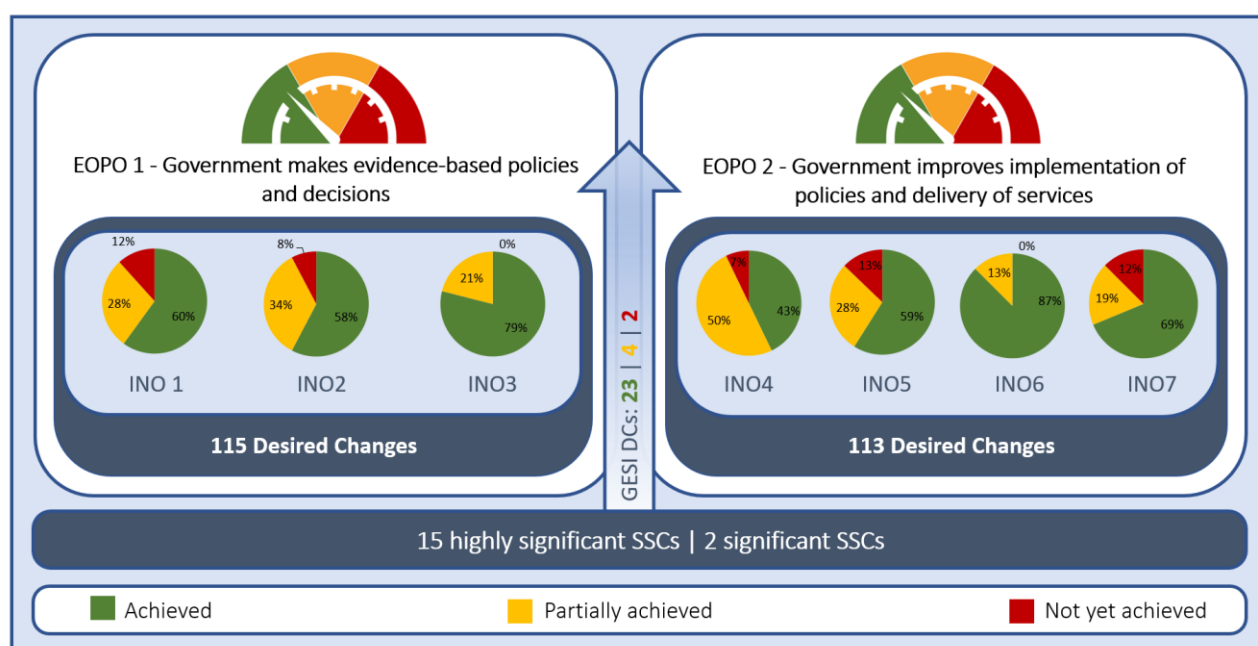 EOPO 1 - Government makes evidence-based policies
and decisions
12%
28%
60%
INO 1
8%
34%
58%
INO2
0%
21%
79%
INO3
115 Desired Changes
GESI DCs: 23 | 4 | 2
EOPO 2 - Government improves implementation of
policies and delivery of services
7%
50%
43%
INO4
13%
28%
59%
INO5
0%
13%
87%
INO6
12%
19%
69%
INO7
113 Desired Changes
15 highly significant SSCs | 2 significant SSCs
Achieved
Partially achieved
Not yet achieved